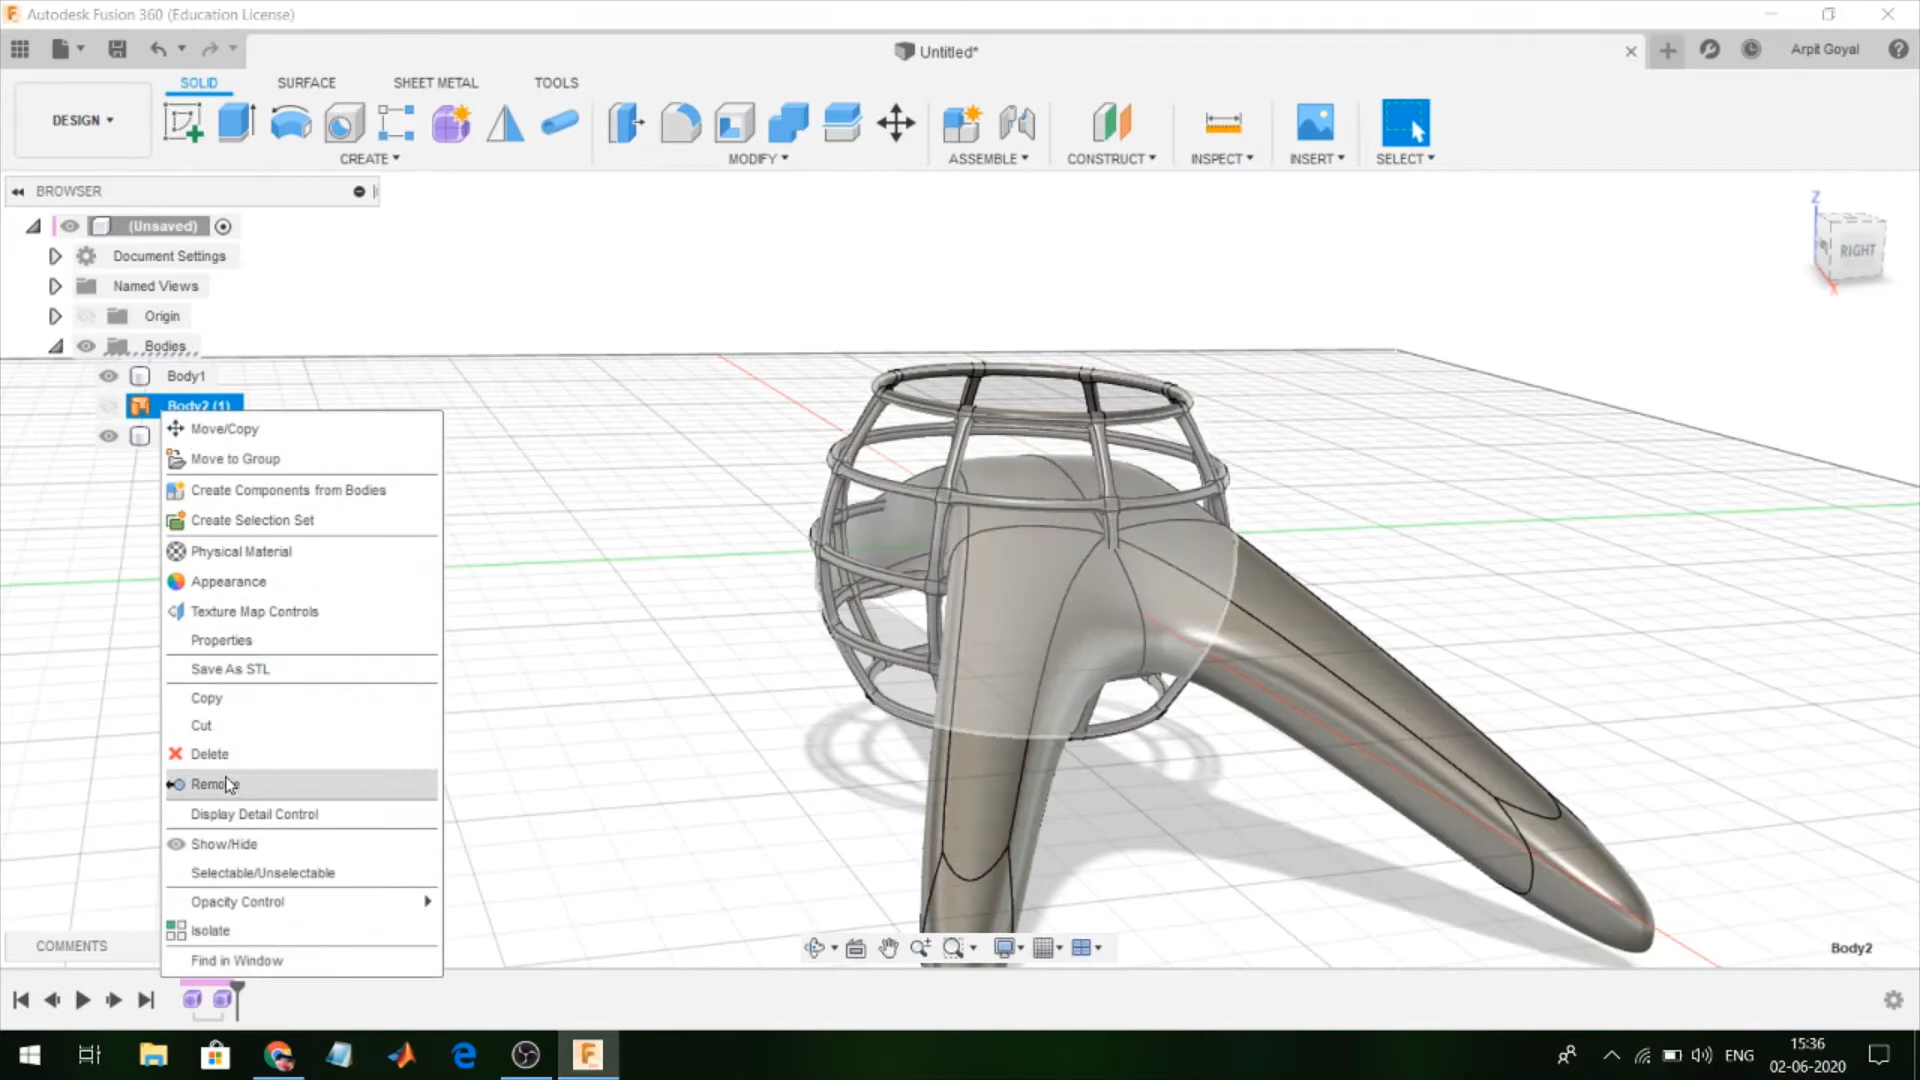 Autodesk Fusion 360 (Education License)
Untitled*
Arpit Goyal
SOLID
SURFACE
SHEET METAL
TOOLS
DESIGN
CREATE
MODIFY
ASSEMBLE
CONSTRUCT
INSPECT
INSERT
SELECT
BROWSER
(Unsaved)
Document Settings
Named Views
Origin
Bodies
Body1
Body2 (1)
Move/Copy
Move to Group
Create Components from Bodies
Create Selection Set
Physical Material
Appearance
Texture Map Controls
Properties
Save As STL
Copy
Cut
Delete
Remove
Display Detail Control
Show/Hide
Selectable/Unselectable
Opacity Control
Isolate
Find in Window
Z
RIGHT
X
COMMENTS
Body2
ENG
15:36
02-06-2020